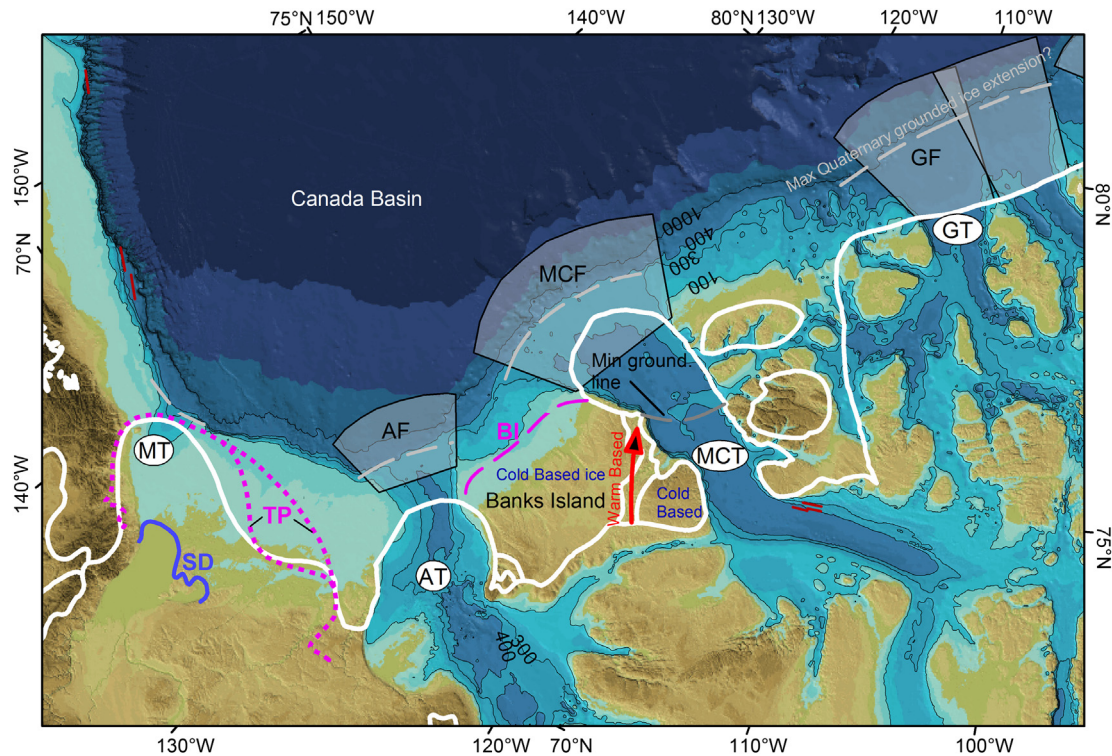 75°N 150°W 140°W 80°N 130°W 120°W 110°W
Max Quaternary grounded ice extension?
GF
150°W
Canada Basin
80°N
1000
400
300
100
GT
MCF
70°N
Min ground.
line
AF
BI
MT
MCT
Cold Based ice
Warm Based
Cold
Based
Banks Island
140°W
TP
75°N
SD
AT
300
400
130°W 120°W 70°N 110°W 100°W